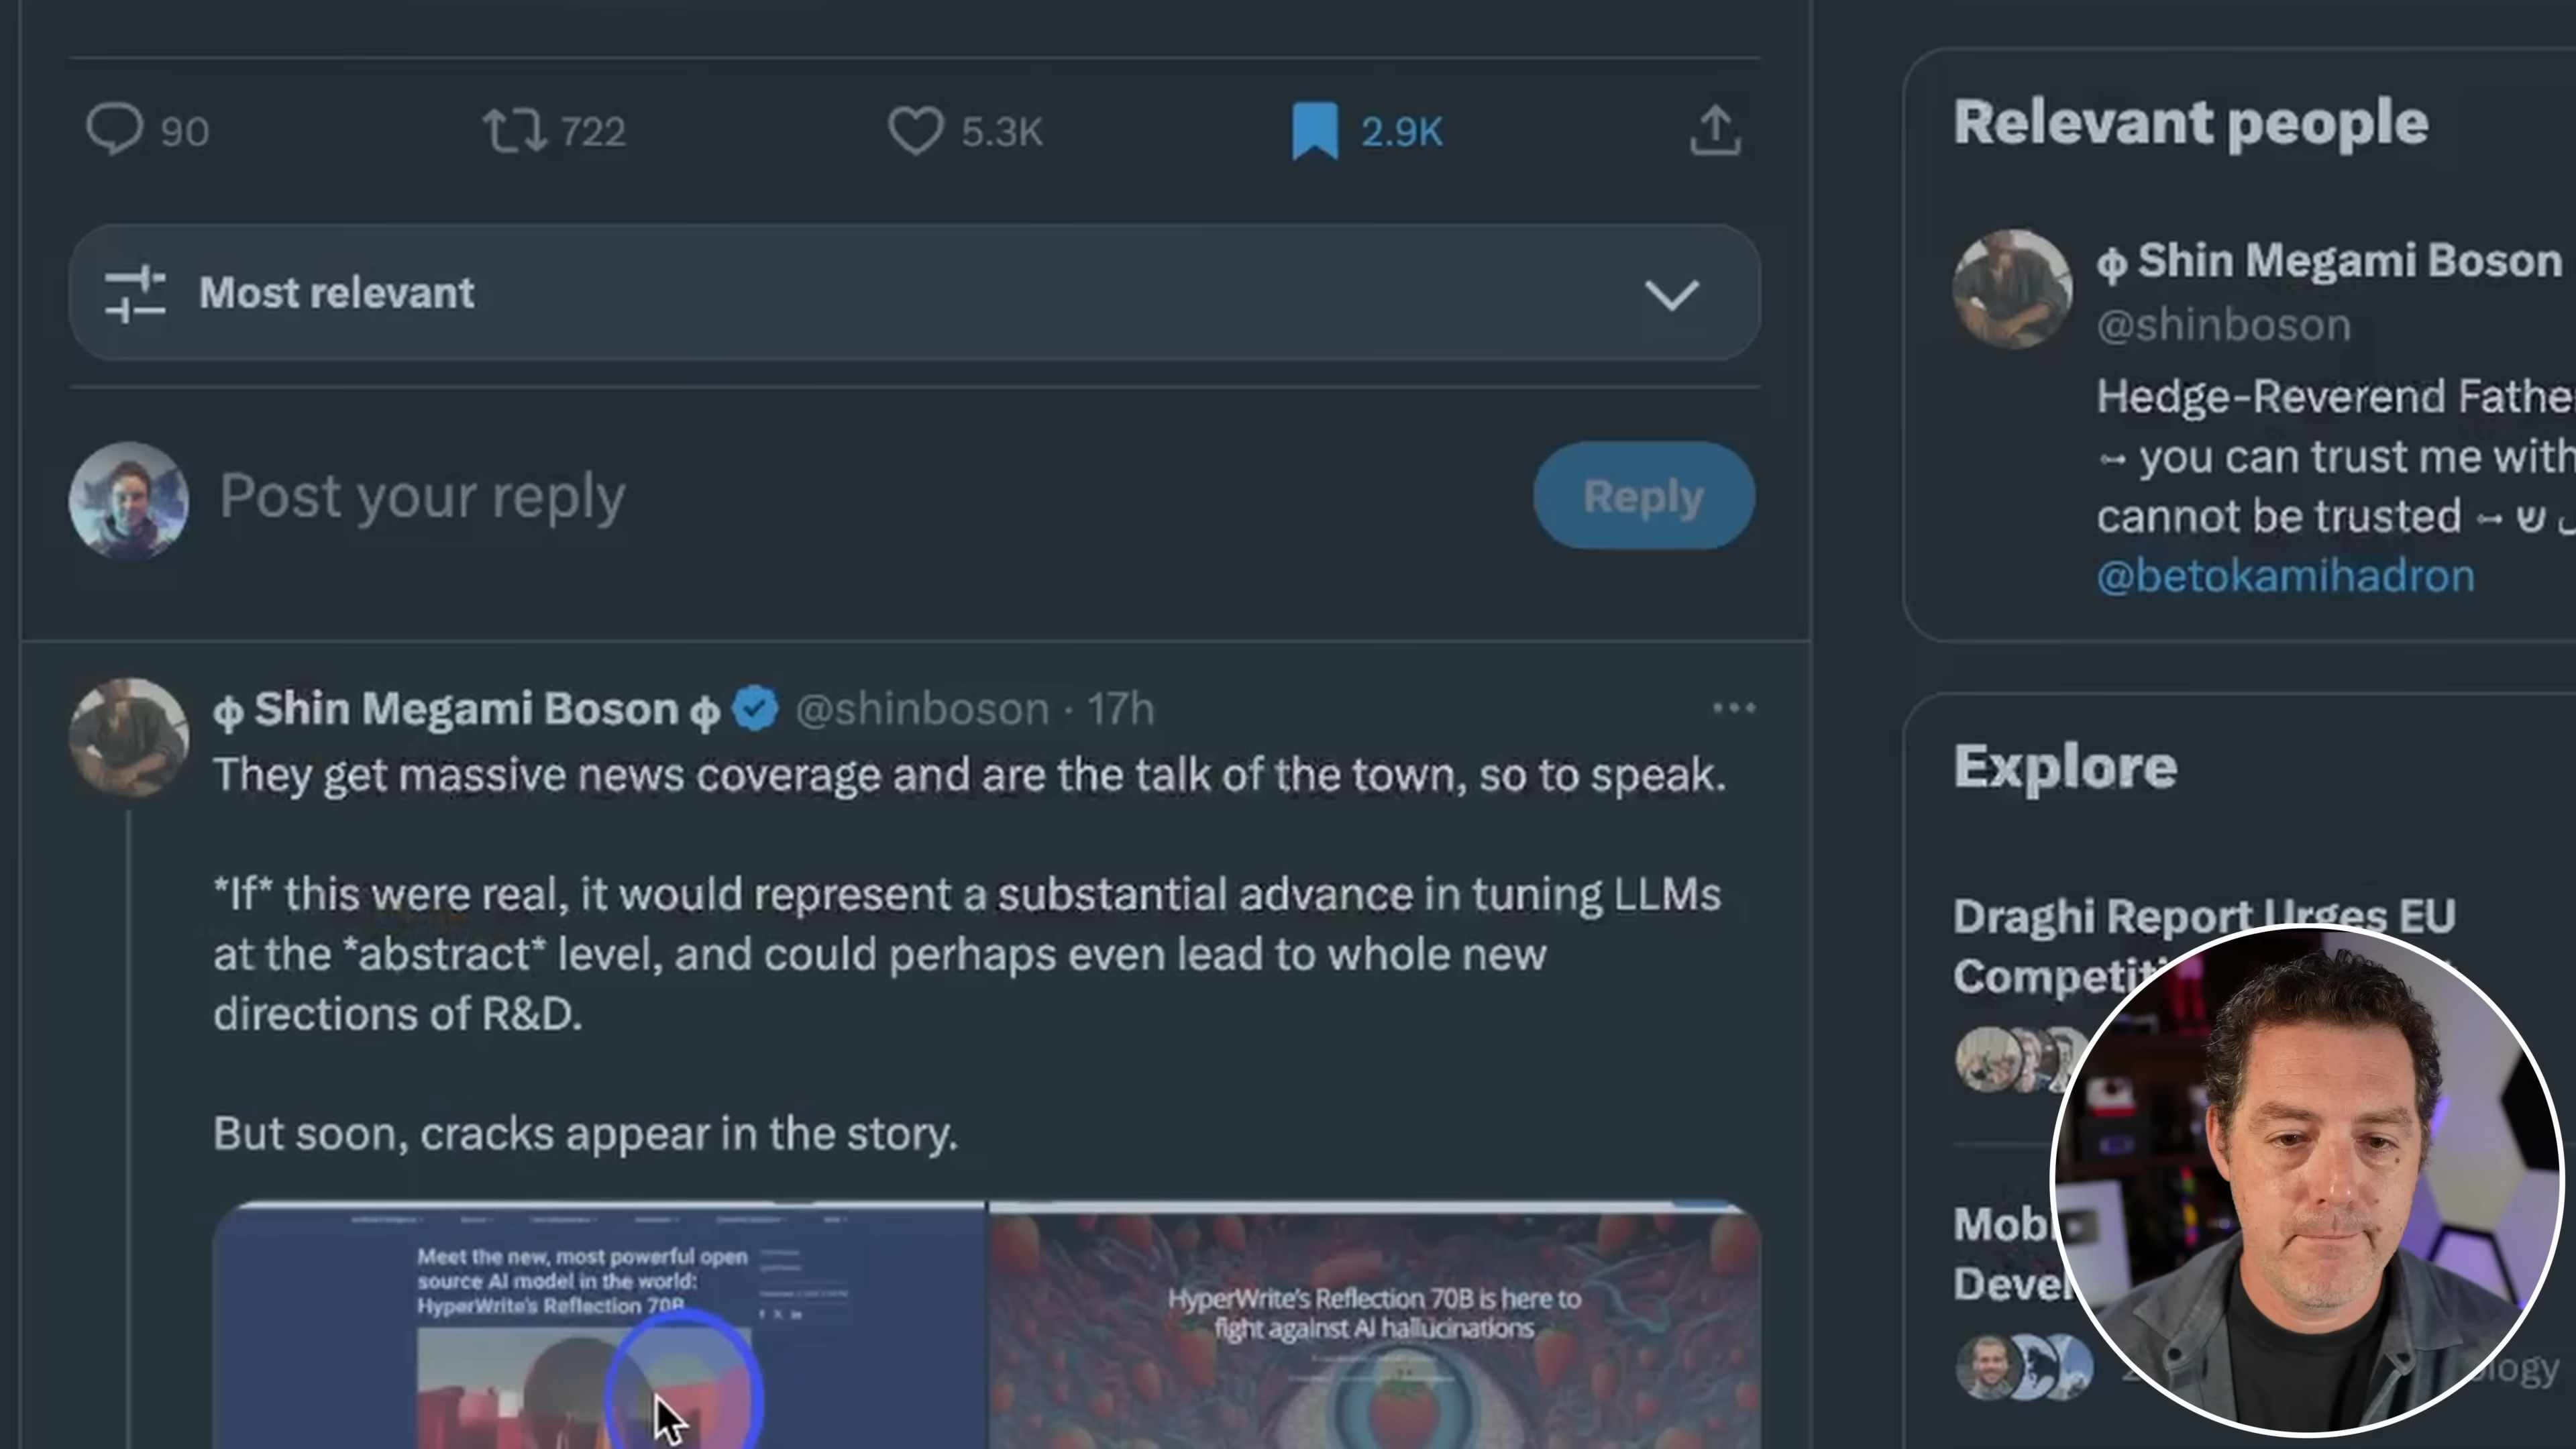 90
722
5.3K
2.9K
Most relevant
Post your reply
Reply
ϕ Shin Megami Boson ϕ @shinboson · 17h
They get massive news coverage and are the talk of the town, so to speak.
*If* this were real, it would represent a substantial advance in tuning LLMs
at the *abstract* level, and could perhaps even lead to whole new
directions of R&D.
But soon, cracks appear in the story.
Meet the new, most powerful open
source AI model in the world:
HyperWrite's Reflection 70B
HyperWrite's Reflection 70B is here to
fight against AI hallucinations
Relevant people
ϕ Shin Megami Boson
@shinboson
Hedge-Reverend
⤙ you can trust me with
cannot be trusted ⤙ ש
@betokamihadron
Explore
Draghi Report Urges EU